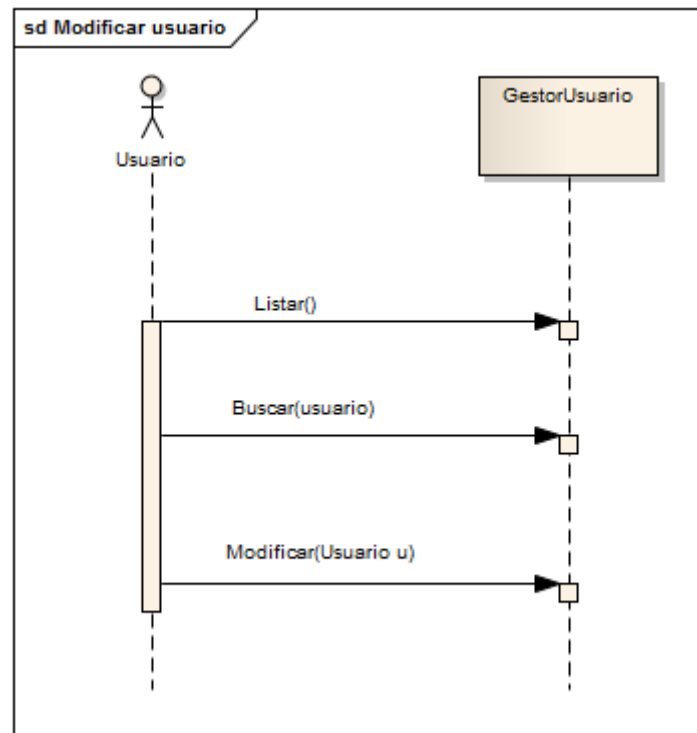 sd Modificar usuario
Usuario
GestorUsuario
Listar()
Buscar(usuario)
Modificar(Usuario u)